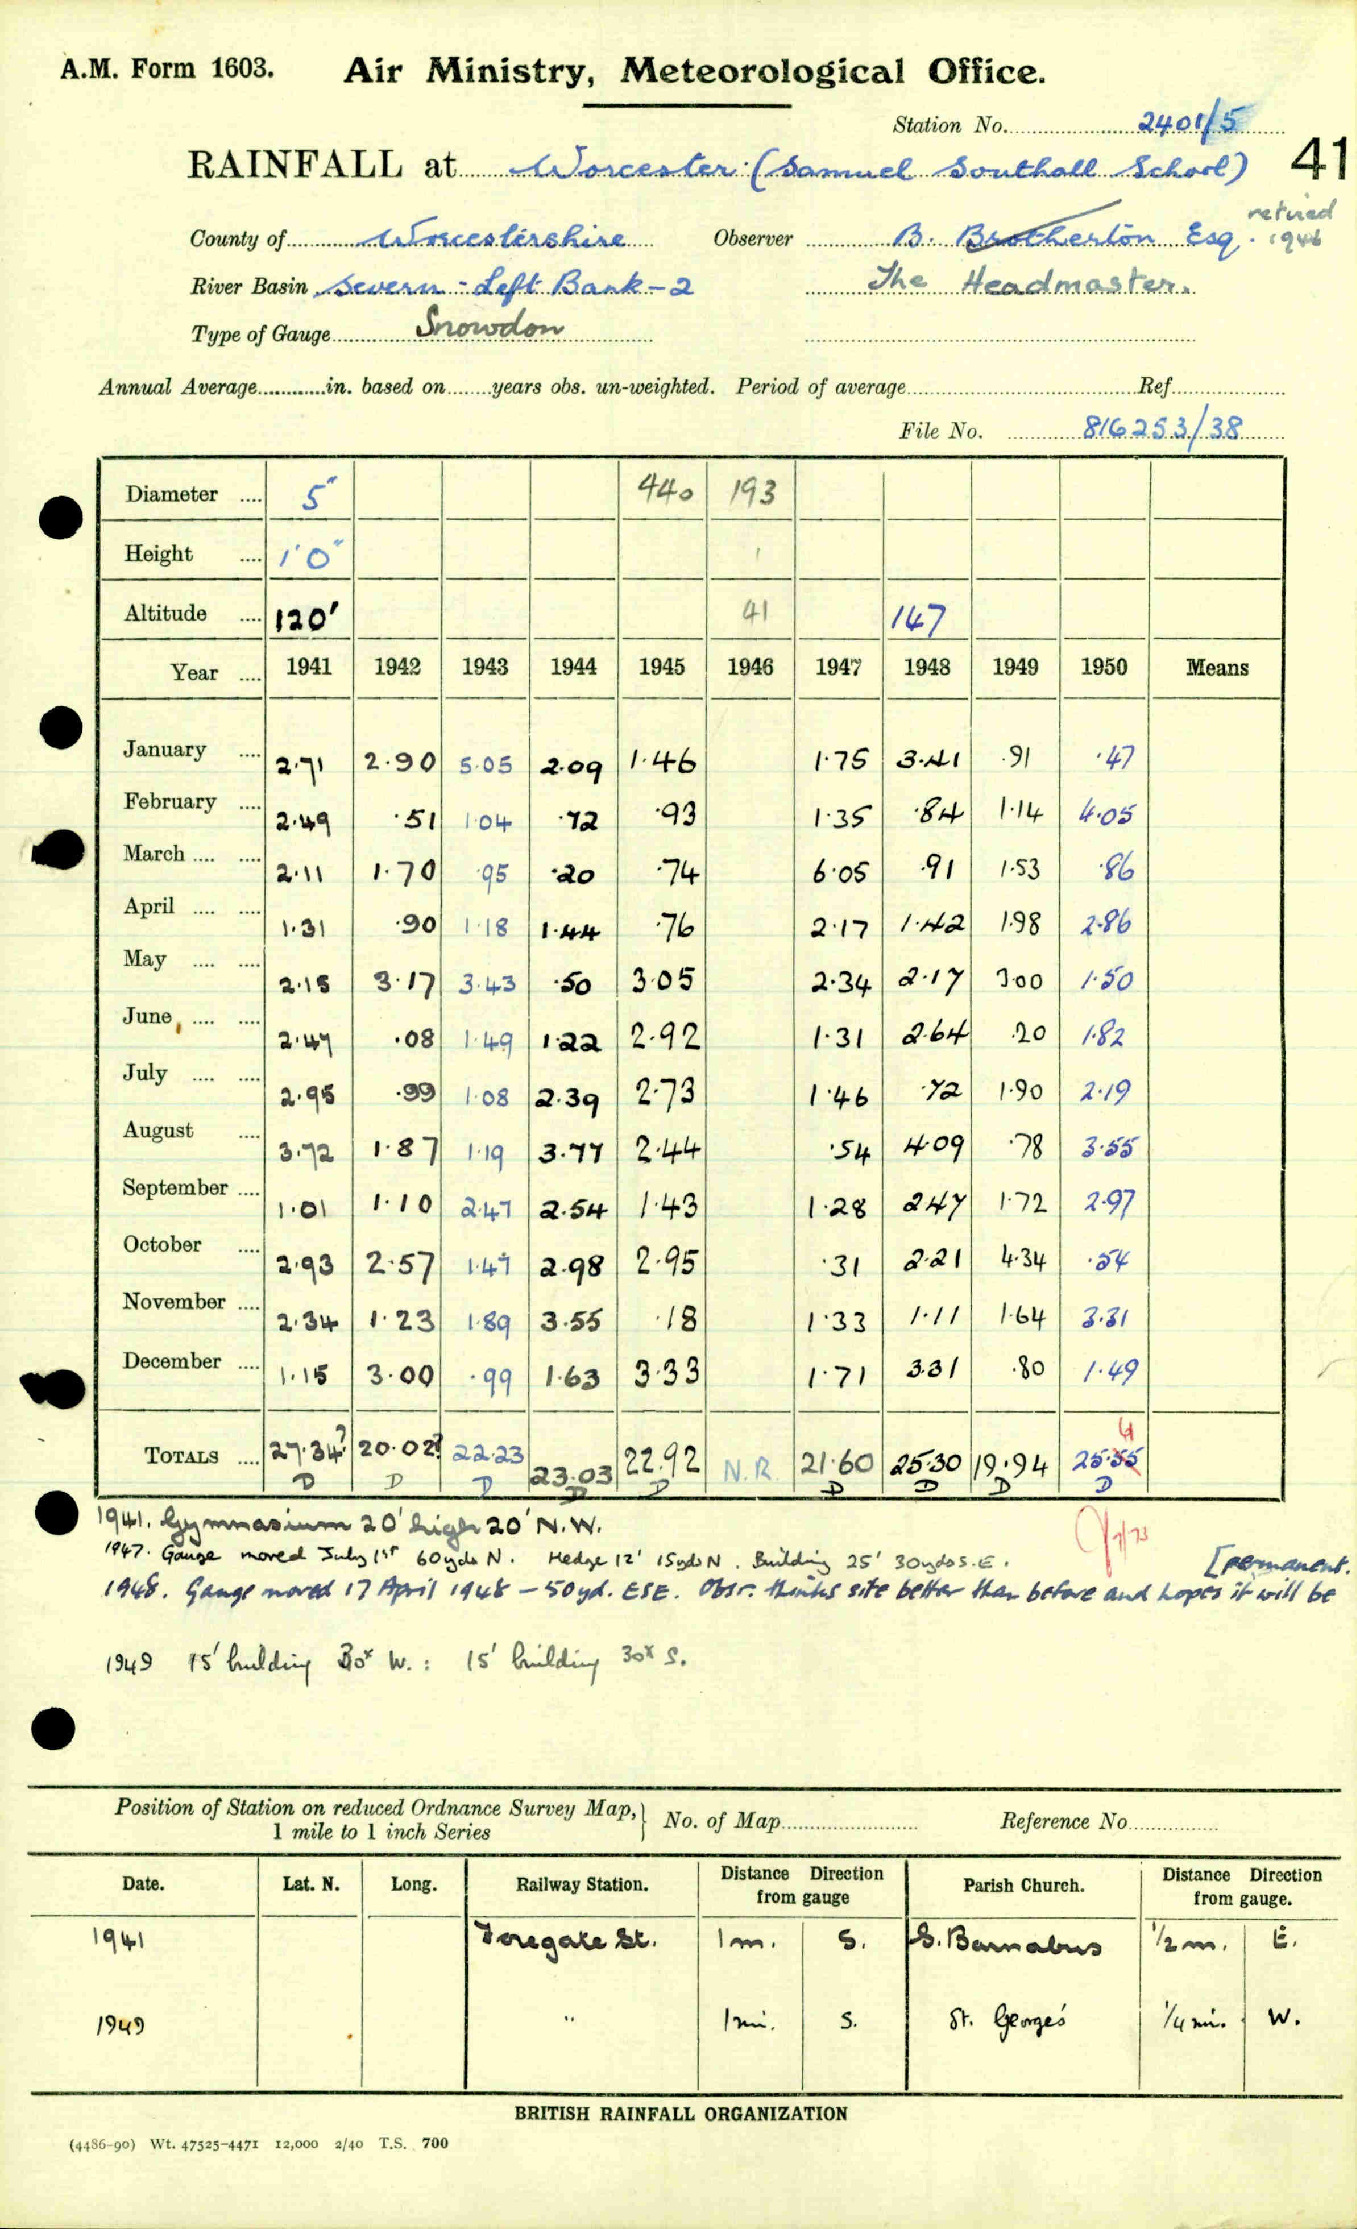 A.M. Form 1603. Air Ministry, Meteorological Office.
Station No. 2401/5
RAINFALL at Worcester (Samuel Southall School) 41
retired
County of Worcestershire Observer B. Brotherton Esq. 1946
River Basin Severn - Left Bank - 2 The Headmaster.
Type of Gauge Snowdon
Annual Average in. based on years obs. un-weighted. Period of average Ref.
File No. 816253/38
Diameter 5" 440 193
Height 1'0" 1
Altitude 120' 41 147
Year 1941 1942 1943 1944 1945 1946 1947 1948 1949 1950 Means
January 2.71 2.90 5.05 2.09 1.46 1.75 3.41 .91 .47
February 2.49 .51 1.04 .72 .93 1.35 .84 1.14 4.05
March 2.11 1.70 .95 .20 .74 6.05 .91 1.53 .86
April 1.31 .90 1.18 1.44 .76 2.17 1.42 1.98 2.86
May 2.15 3.17 3.43 .50 3.05 2.34 2.17 3.00 1.50
June 2.47 .08 1.49 1.22 2.92 1.31 2.64 .20 1.82
July 2.95 .99 1.08 2.39 2.73 1.46 .72 1.90 2.19
August 3.72 1.87 1.19 3.77 2.44 .54 4.09 .78 3.55
September 1.01 1.10 2.47 2.54 1.43 1.28 2.47 1.72 2.97
October 2.93 2.57 1.47 2.98 2.95 .31 2.21 4.34 .54
November 2.34 1.23 1.89 3.55 .18 1.33 1.11 1.64 3.31
December 1.15 3.00 .99 1.63 3.33 1.71 3.31 .80 1.49
61
TOTALS 27.34? 20.02? 22.23 23.03 22.92 N.R. 21.60 25.30 19.94 25.55
D D D D D D D D D
1941. Gymnasium 20' high 20' N.W.
7/73
1947. Gauge moved July 1st 60yds N. Hedge 12' 15yds N. Building 25' 30yds S.E. [permanent.
1948. Gauge moved 17 April 1948 - 50yd. ESE. Obsr. thinks site better than before and hopes it will be
1949 15' building 30x W.: 15' building 30x S.
Position of Station on reduced Ordnance Survey Map, 1 mile to 1 inch Series } No. of Map Reference No.
Date. Lat. N. Long. Railway Station. Distance Direction from gauge Parish Church. Distance Direction from gauge.
1941 Foregate St. 1 m. S. S. Barnabus 1/2 m. E.
1949 " 1 mi. S. St. George's 1/4 mi. W.
BRITISH RAINFALL ORGANIZATION
(4486-90) Wt. 47525-4471 12,000 2/40 T.S. 700